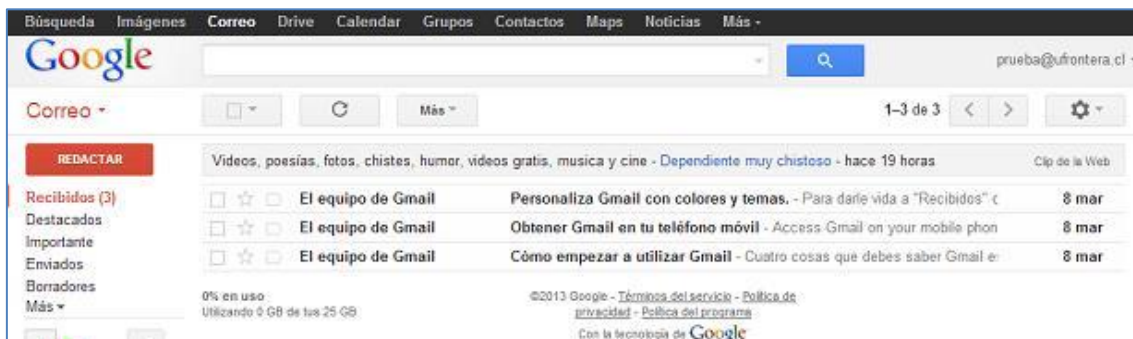 Búsqueda Imágenes Correo Drive Calendar Grupos Contactos Maps Noticias Más
Google
prueba@ufrontera.cl
Correo
Más
1–3 de 3
REDACTAR
Videos, poesías, fotos, chistes, humor, videos gratis, musica y cine - Dependiente muy chistoso - hace 19 horas
Clip de la Web
Recibidos (3)
El equipo de Gmail Personaliza Gmail con colores y temas. - Para darle vida a "Recibidos" c 8 mar
Destacados
El equipo de Gmail Obtener Gmail en tu teléfono móvil - Access Gmail on your mobile phon 8 mar
Importante
El equipo de Gmail Cómo empezar a utilizar Gmail - Cuatro cosas que debes saber Gmail e 8 mar
Enviados
Borradores
Más
0% en uso
Utilizando 0 GB de tus 25 GB
©2013 Google - Términos del servicio - Política de
privacidad - Política del programa
Con la tecnología de Google